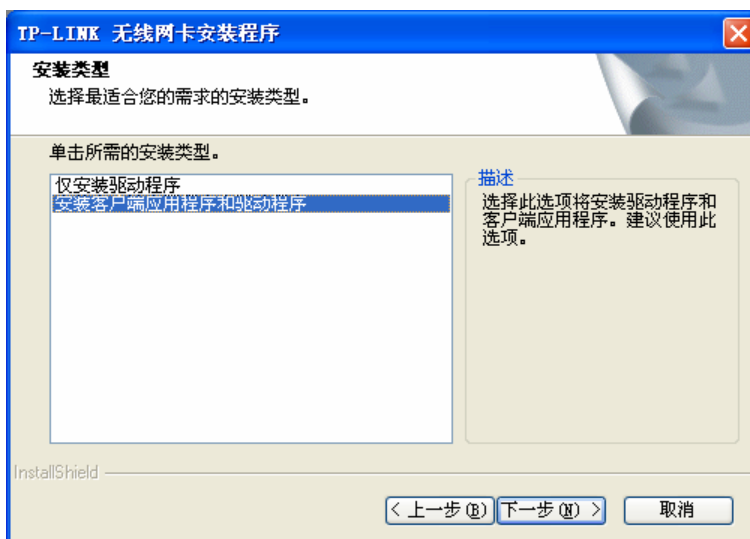 TP-LINK 无线网卡安装程序
安装类型
选择最适合您的需求的安装类型。
单击所需的安装类型。
仅安装驱动程序
安装客户端应用程序和驱动程序
描述
选择此选项将安装驱动程序和
客户端应用程序。建议使用此
选项。
InstallShield
< 上一步(B) 下一步(N) > 取消